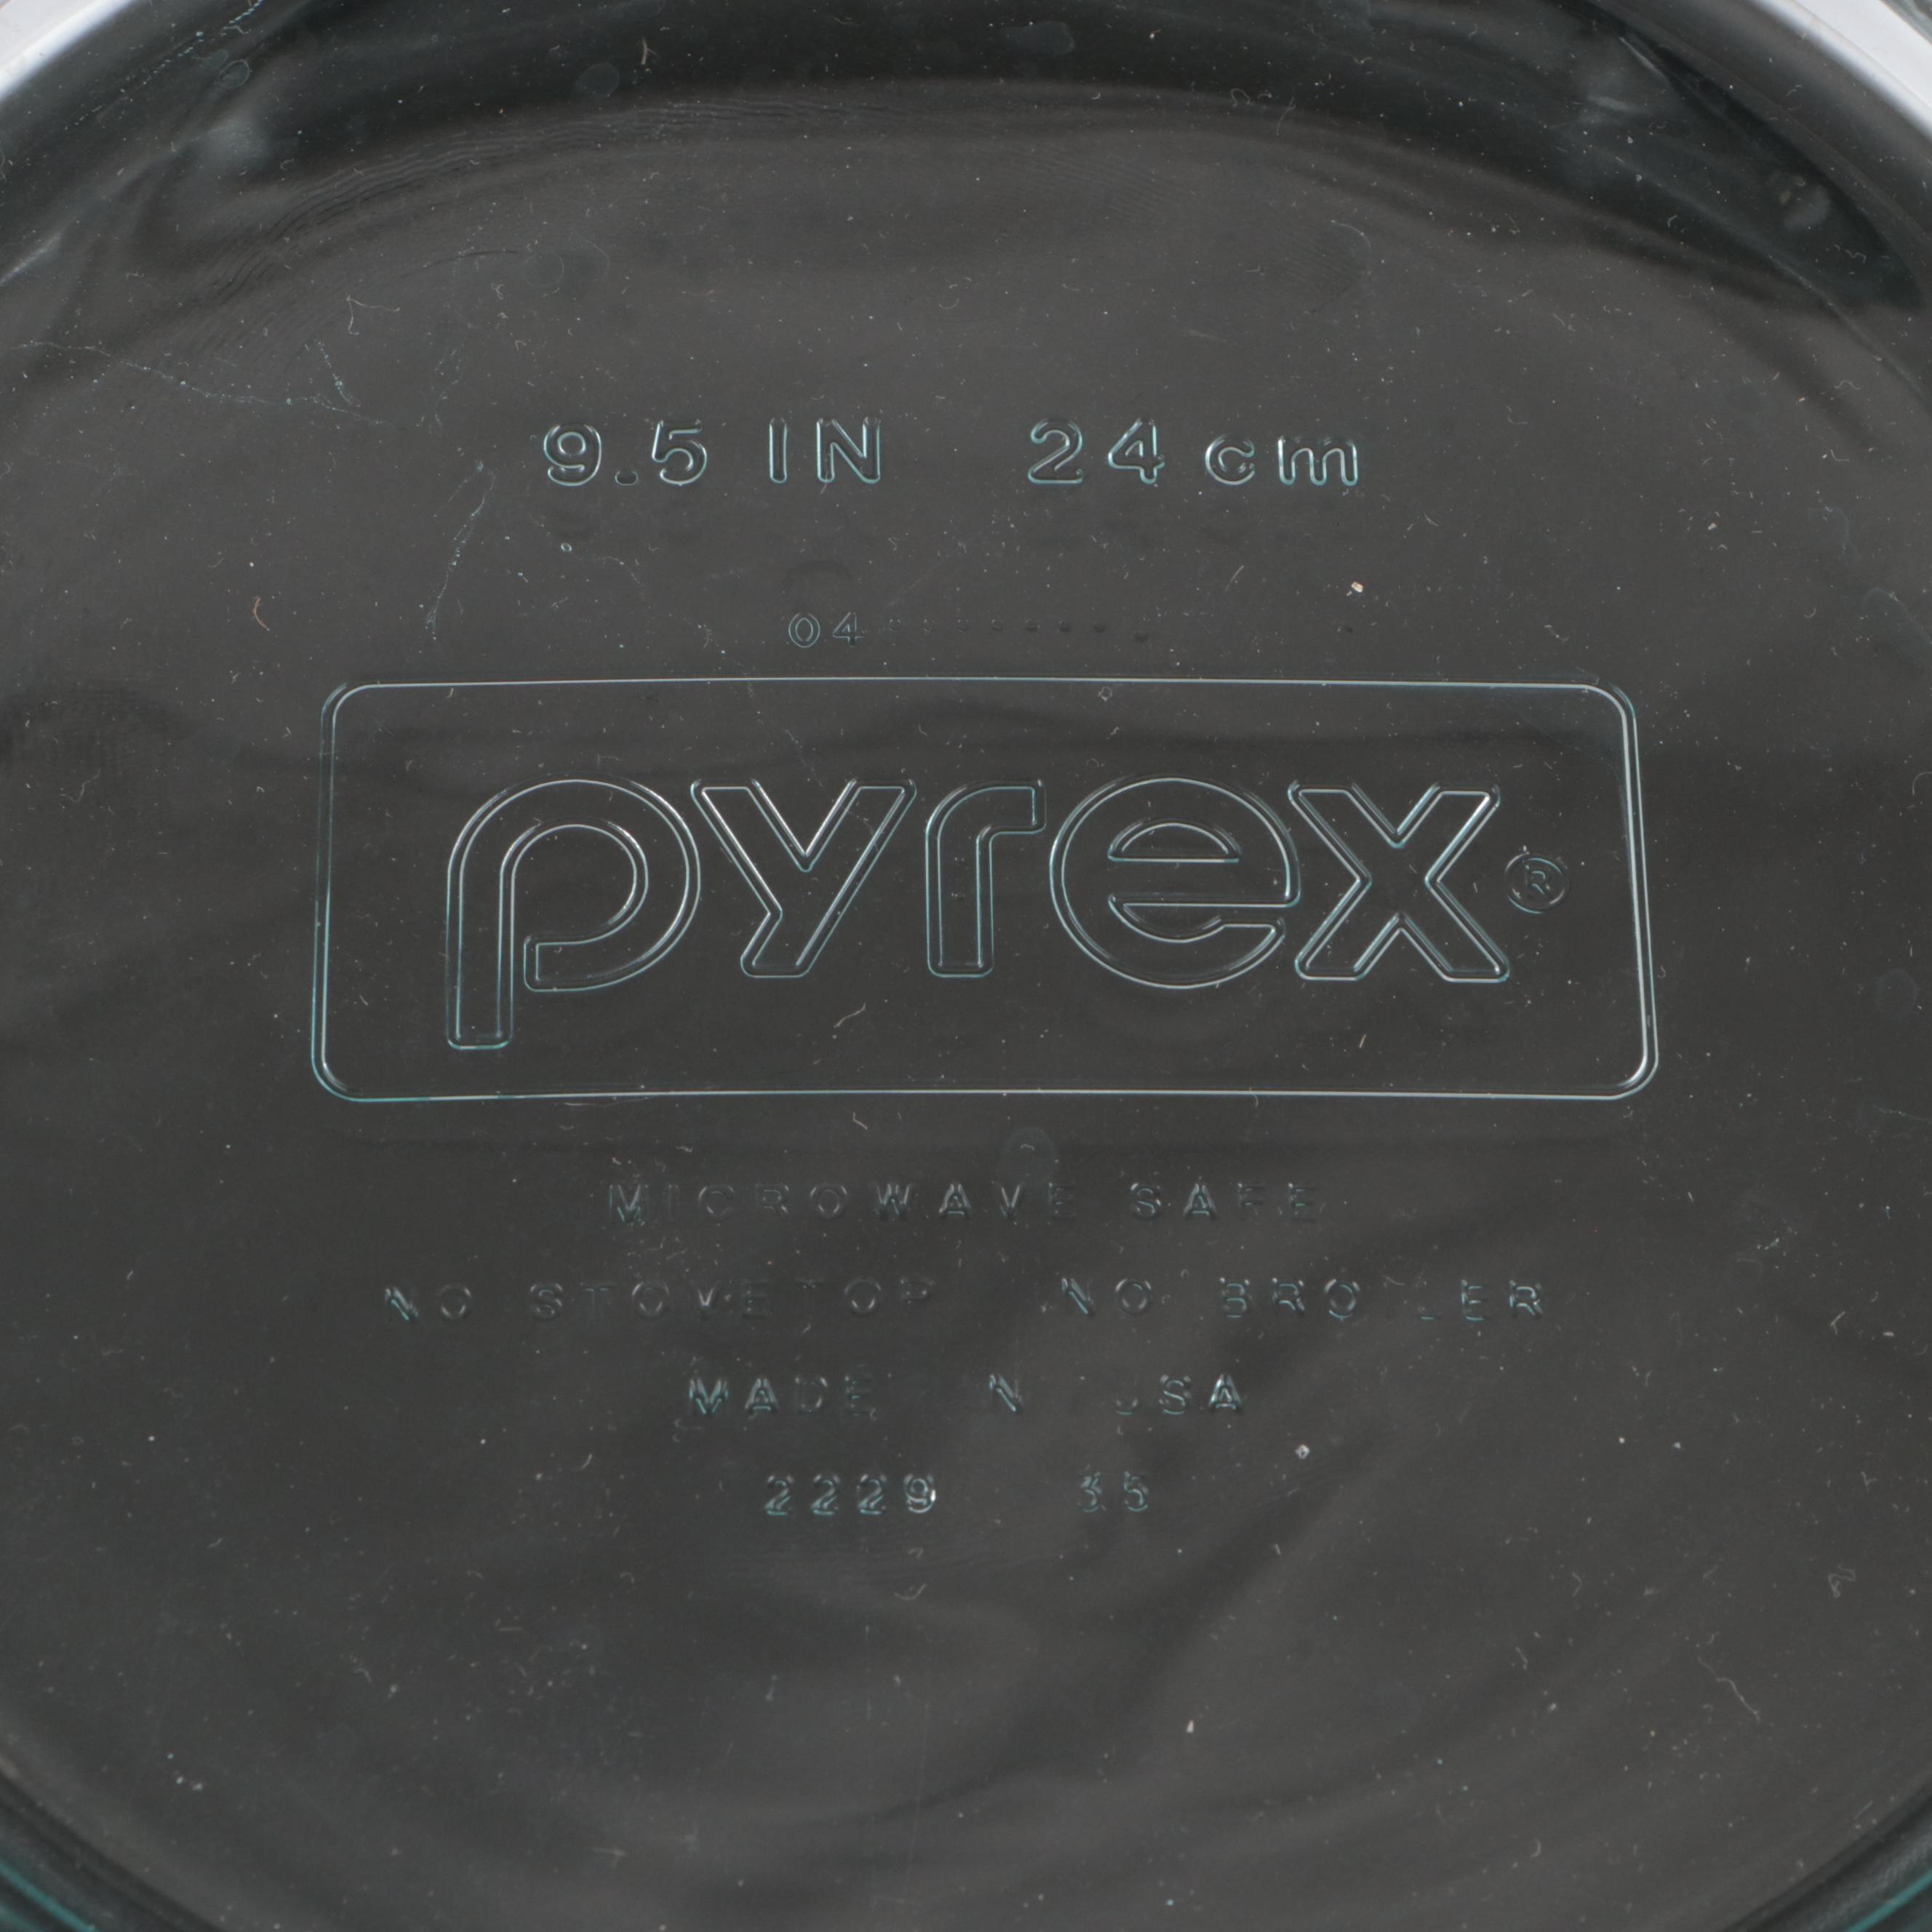 9.5 IN 24 cm
04
pyrex®
MICROWAVE SAFE
NO STOVETOP NO BROILER
MADE IN USA
2229 35